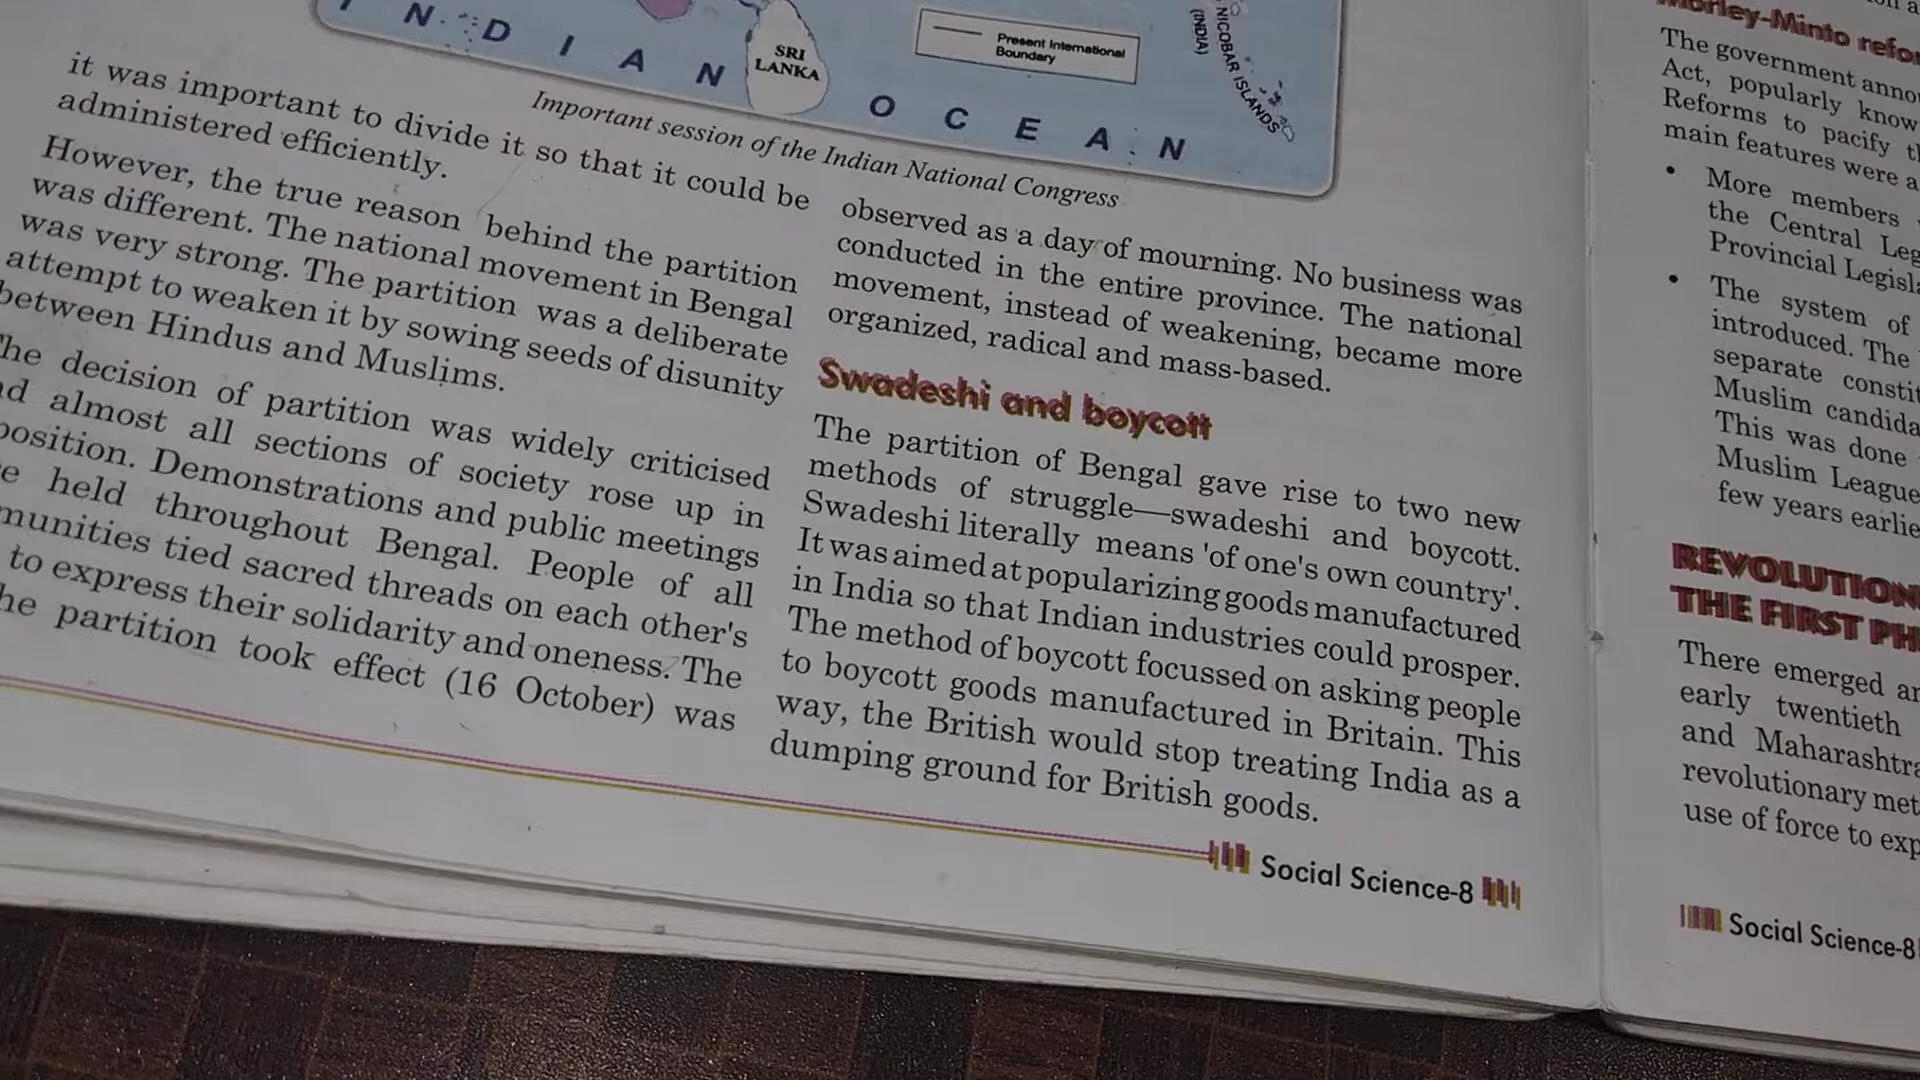 I N D I A N
O C E A N
SRI
LANKA
Present International
Boundary
NICOBAR ISLANDS
(INDIA)
Important session of the Indian National Congress
it was important to divide it so that it could be
administered efficiently.
However, the true reason behind the partition
was different. The national movement in Bengal
was very strong. The partition was a deliberate
attempt to weaken it by sowing seeds of disunity
between Hindus and Muslims.
The decision of partition was widely criticised
almost all sections of society rose up in
Demonstrations and public meetings
held throughout Bengal. People of all
tied sacred threads on each other's
to express their solidarity and oneness. The
partition took effect (16 October) was
observed as a day of mourning. No business was
conducted in the entire province. The national
movement, instead of weakening, became more
organized, radical and mass-based.
Swadeshi and boycott
The partition of Bengal gave rise to two new
methods of struggle—swadeshi and boycott.
Swadeshi literally means 'of one's own country'.
It was aimed at popularizing goods manufactured
in India so that Indian industries could prosper.
The method of boycott focussed on asking people
to boycott goods manufactured in Britain. This
way, the British would stop treating India as a
dumping ground for British goods.
Social Science-8
Morley-Minto
The government
Act, popularly
Reforms to pacify
main features were
• More members
the Central
Provincial
• The system of
introduced. The
separate
Muslim
This was done
Muslim League
few years
THE FIRST
There emerged
early twentieth
and Maharashtra
revolutionary
use of force to
Social Science-8